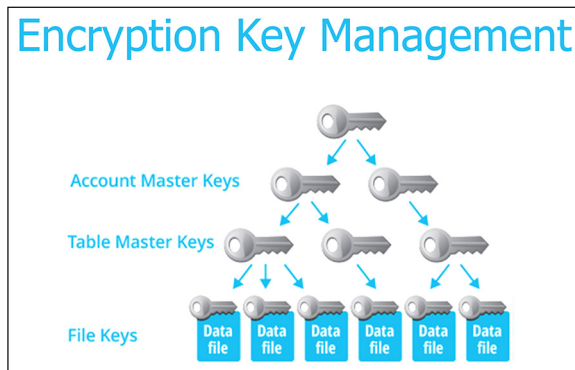 Encryption Key Management
Account Master Keys
Table Master Keys
File Keys
Data file
Data file
Data file
Data file
Data file
Data file